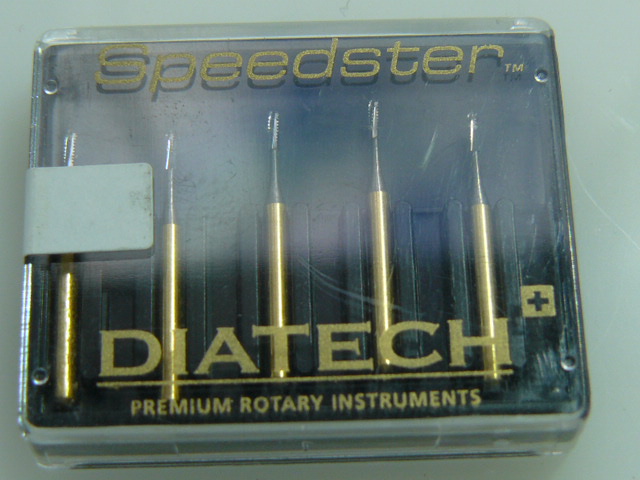 Speedster™
DIATECH
PREMIUM ROTARY INSTRUMENTS